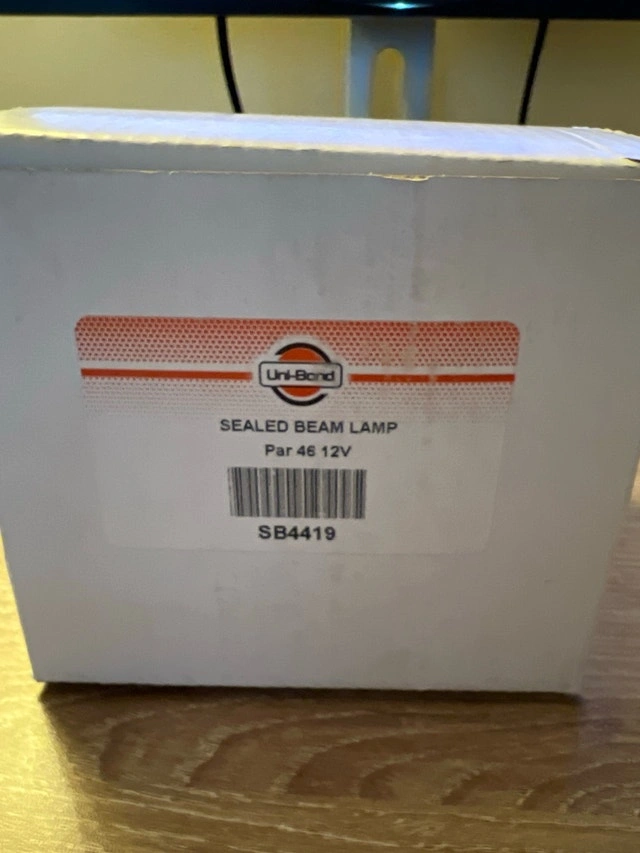 Uni-Bond
SEALED BEAM LAMP
Par 46 12V
SB4419